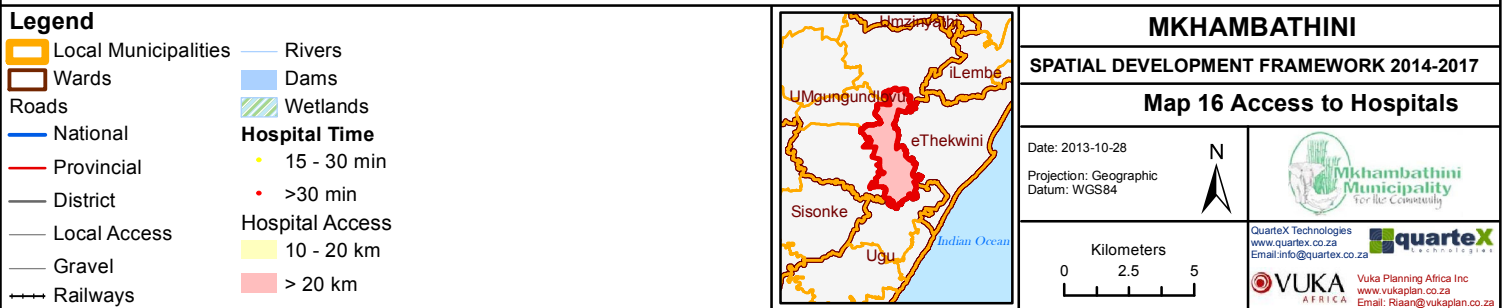 Legend
Local Municipalities
Wards
Roads
National
Provincial
District
Local Access
Gravel
Railways
Rivers
Dams
Wetlands
Hospital Time
15 - 30 min
>30 min
Hospital Access
10 - 20 km
> 20 km
Umzinyathi
iLembe
UMgungundlovu
eThekwini
Sisonke
Ugu
Indian Ocean
MKHAMBATHINI
SPATIAL DEVELOPMENT FRAMEWORK 2014-2017
Map 16 Access to Hospitals
Date: 2013-10-28
Projection: Geographic
Datum: WGS84
N
Mkhambathini
Municipality
For the Community
Kilometers
0 2.5 5
QuarteX Technologies
www.quartex.co.za
Email:info@quartex.co.za
quarteX
technologies
VUKA
AFRICA
Vuka Planning Africa Inc
www.vukaplan.co.za
Email: Riaan@vukaplan.co.za